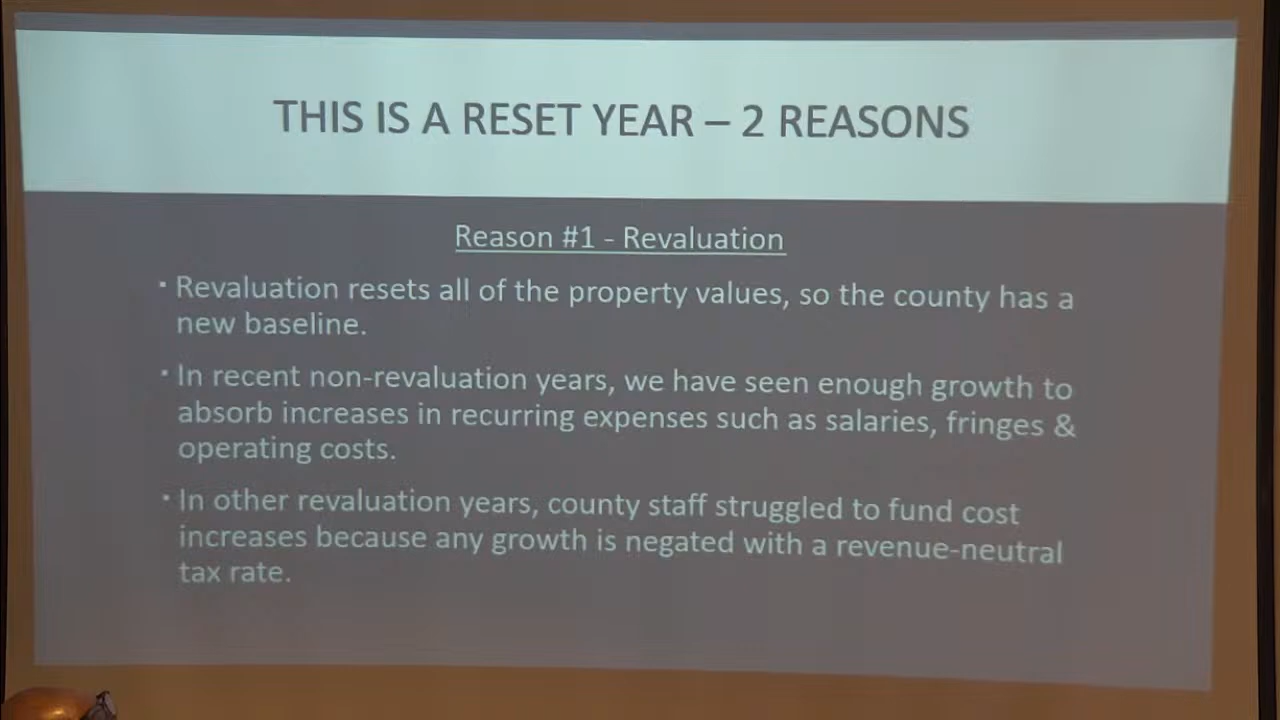 THIS IS A RESET YEAR – 2 REASONS
Reason #1 - Revaluation
▪ Revaluation resets all of the property values, so the county has a
new baseline.
▪ In recent non-revaluation years, we have seen enough growth to
absorb increases in recurring expenses such as salaries, fringes &
operating costs.
▪ In other revaluation years, county staff struggled to fund cost
increases because any growth is negated with a revenue-neutral
tax rate.